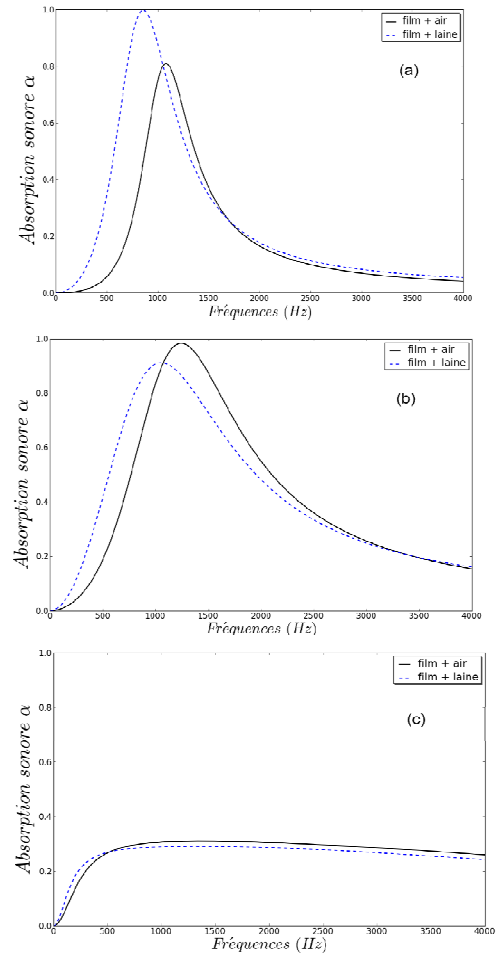 1.0
0.8
0.6
0.4
0.2
0.0
Absorption sonore α
film + air
film + laine
(a)
0 500 1000 1500 2000 2500 3000 3500 4000
Fréquences (Hz)
1.0
0.8
0.6
0.4
0.2
0.0
Absorption sonore α
film + air
film + laine
(b)
0 500 1000 1500 2000 2500 3000 3500 4000
Fréquences (Hz)
1.0
0.8
0.6
0.4
0.2
0.0
Absorption sonore α
film + air
film + laine
(c)
0 500 1000 1500 2000 2500 3000 3500 4000
Fréquences (Hz)